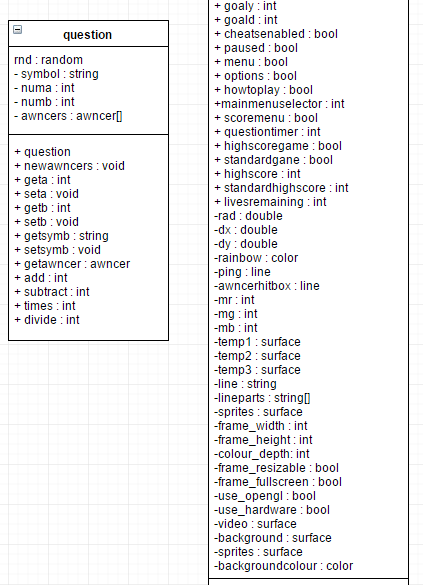 question
rnd : random
- symbol : string
- numa : int
- numb : int
- awncers : awncer[]
+ question
+ newawncers : void
+ geta : int
+ seta : void
+ getb : int
+ setb : void
+ getsymb : string
+ setsymb : void
+ getawncer : awncer
+ add : int
+ subtract : int
+ times : int
+ divide : int
+ goaly : int
+ goald : int
+ cheatsenabled : bool
+ paused : bool
+ menu : bool
+ options : bool
+ howtoplay : bool
+mainmenuselector : int
+ scoremenu : bool
+ questiontimer : int
+ highscoregame : bool
+ standardgane : bool
+ highscore : int
+ standardhighscore : int
+ livesremaining : int
-rad : double
-dx : double
-dy : double
-rainbow : color
-ping : line
-awncerhitbox : line
-mr : int
-mg : int
-mb : int
-temp1 : surface
-temp2 : surface
-temp3 : surface
-line : string
-lineparts : string[]
-sprites : surface
-frame_width : int
-frame_height : int
-colour_depth: int
-frame_resizable : bool
-frame_fullscreen : bool
-use_opengl : bool
-use_hardware : bool
-video : surface
-background : surface
-sprites : surface
-backgroundcolour : color